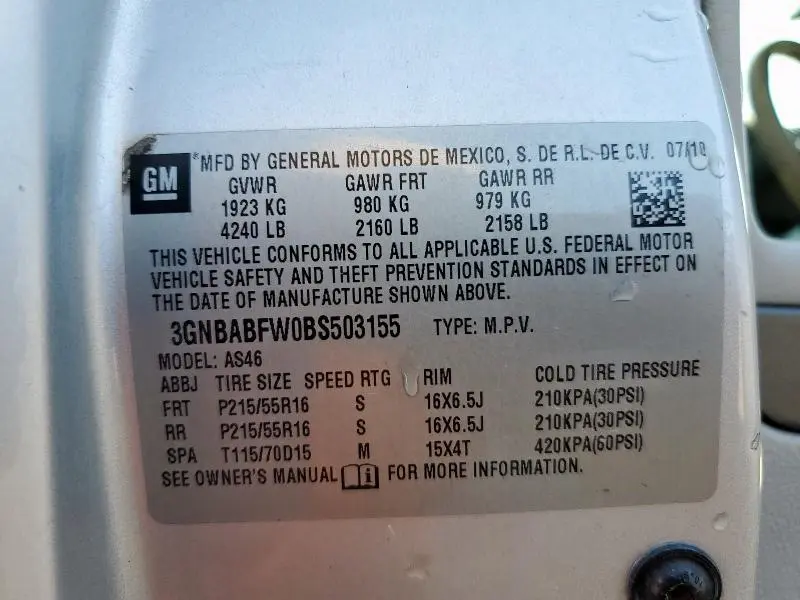 GM
*MFD BY GENERAL MOTORS DE MEXICO, S. DE R.L. DE C.V. 07/10
GVWR GAWR FRT GAWR RR
1923 KG 980 KG 979 KG
4240 LB 2160 LB 2158 LB
THIS VEHICLE CONFORMS TO ALL APPLICABLE U.S. FEDERAL MOTOR
VEHICLE SAFETY AND THEFT PREVENTION STANDARDS IN EFFECT ON
THE DATE OF MANUFACTURE SHOWN ABOVE.
3GNBABFW0BS503155 TYPE: M.P.V.
MODEL: AS46
ABBJ TIRE SIZE SPEED RTG RIM COLD TIRE PRESSURE
FRT P215/55R16 S 16X6.5J 210KPA(30PSI)
RR P215/55R16 S 16X6.5J 210KPA(30PSI)
SPA T115/70D15 M 15X4T 420KPA(60PSI)
SEE OWNER'S MANUAL i FOR MORE INFORMATION.